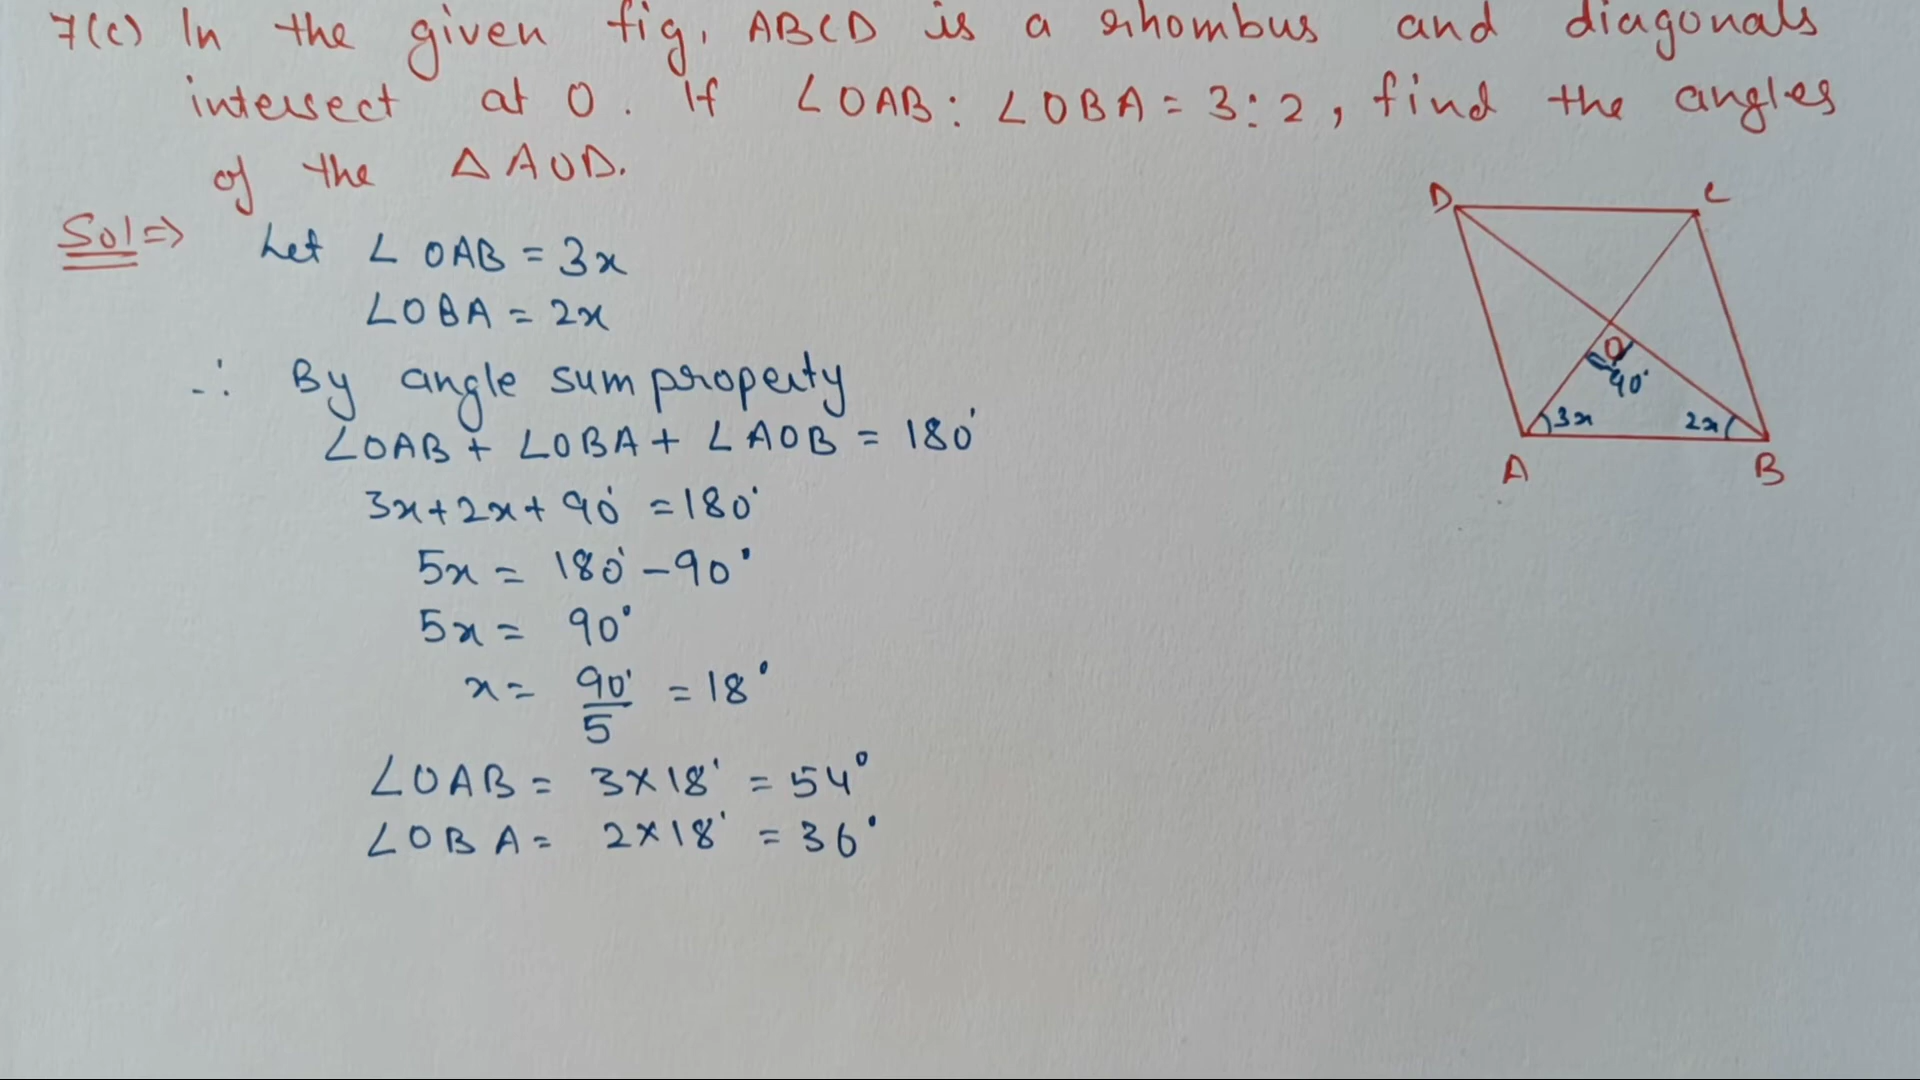 7(c) In the given fig, ABCD is a rhombus and diagonals
intersect at O. If ∠OAB : ∠OBA = 3:2, find the angles
of the △AOD.
Sol ⇒ Let ∠OAB = 3x
∠OBA = 2x
∴ By angle sum property
∠OAB + ∠OBA + ∠AOB = 180°
3x+2x+90° = 180°
5x = 180° - 90°
5x = 90°
x = 90°/5 = 18°
∠OAB = 3×18° = 54°
∠OBA = 2×18° = 36°
D C
O
90°
3x 2x
A B